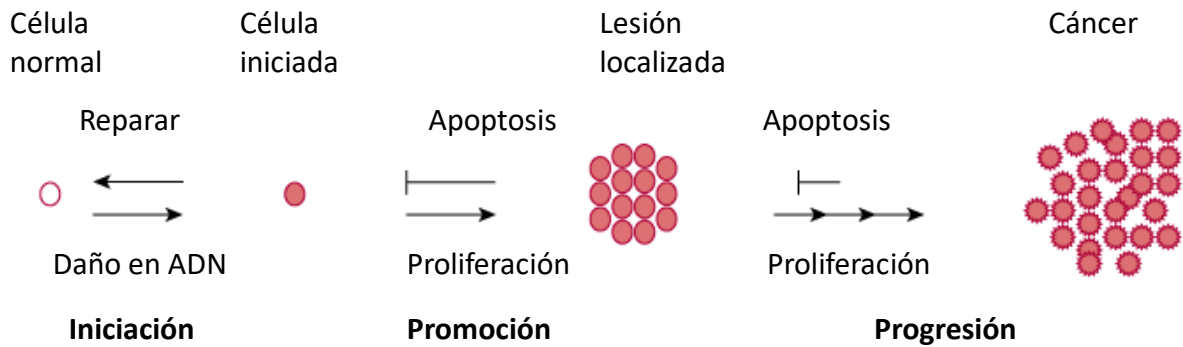 Célula
normal
Célula
iniciada
Lesión
localizada
Cáncer
Reparar
Apoptosis
Apoptosis
Daño en ADN
Proliferación
Proliferación
Iniciación
Promoción
Progresión